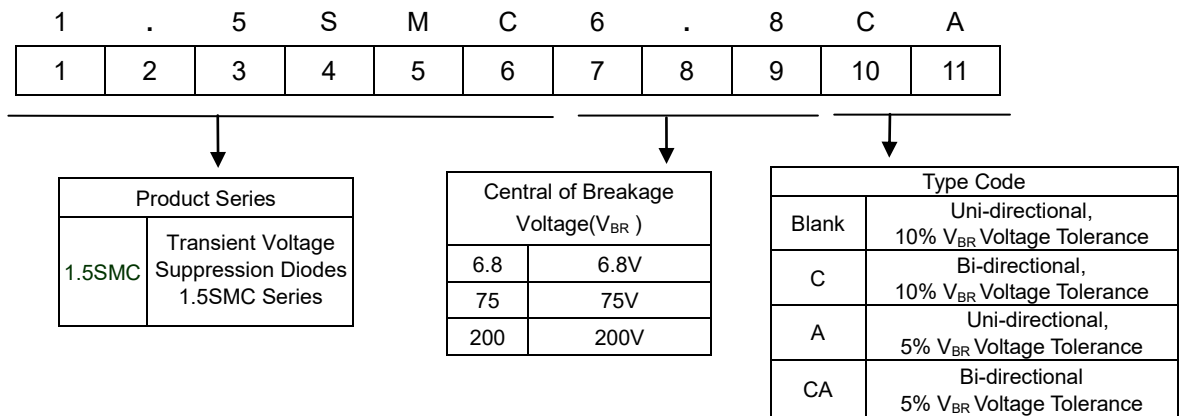 1 . 5 S M C 6 . 8 C A
1 2 3 4 5 6 7 8 9 10 11
Product Series
1.5SMC
Transient Voltage
Suppression Diodes
1.5SMC Series
Central of Breakage
Voltage(VBR )
6.8 6.8V
75 75V
200 200V
Type Code
Blank
Uni-directional,
10% VBR Voltage Tolerance
C
Bi-directional,
10% VBR Voltage Tolerance
A
Uni-directional,
5% VBR Voltage Tolerance
CA
Bi-directional
5% VBR Voltage Tolerance